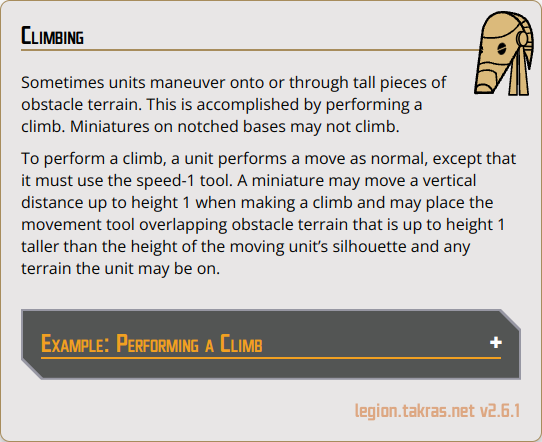 Climbing
Sometimes units maneuver onto or through tall pieces of
obstacle terrain. This is accomplished by performing a
climb. Miniatures on notched bases may not climb.
To perform a climb, a unit performs a move as normal, except that
it must use the speed-1 tool. A miniature may move a vertical
distance up to height 1 when making a climb and may place the
movement tool overlapping obstacle terrain that is up to height 1
taller than the height of the moving unit’s silhouette and any
terrain the unit may be on.
Example: Performing a Climb +
legion.takras.net v2.6.1